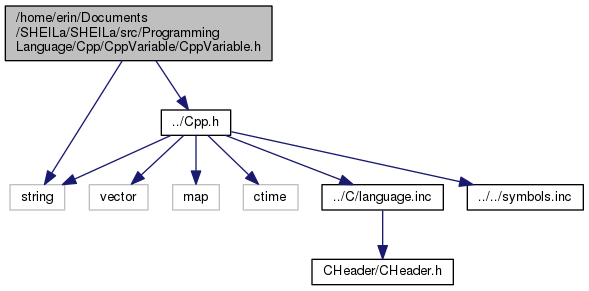 /home/erin/Documents
/SHEILa/SHEILa/src/Programming
Language/Cpp/CppVariable/CppVariable.h
../Cpp.h
string
vector
map
ctime
../C/language.inc
../../symbols.inc
CHeader/CHeader.h